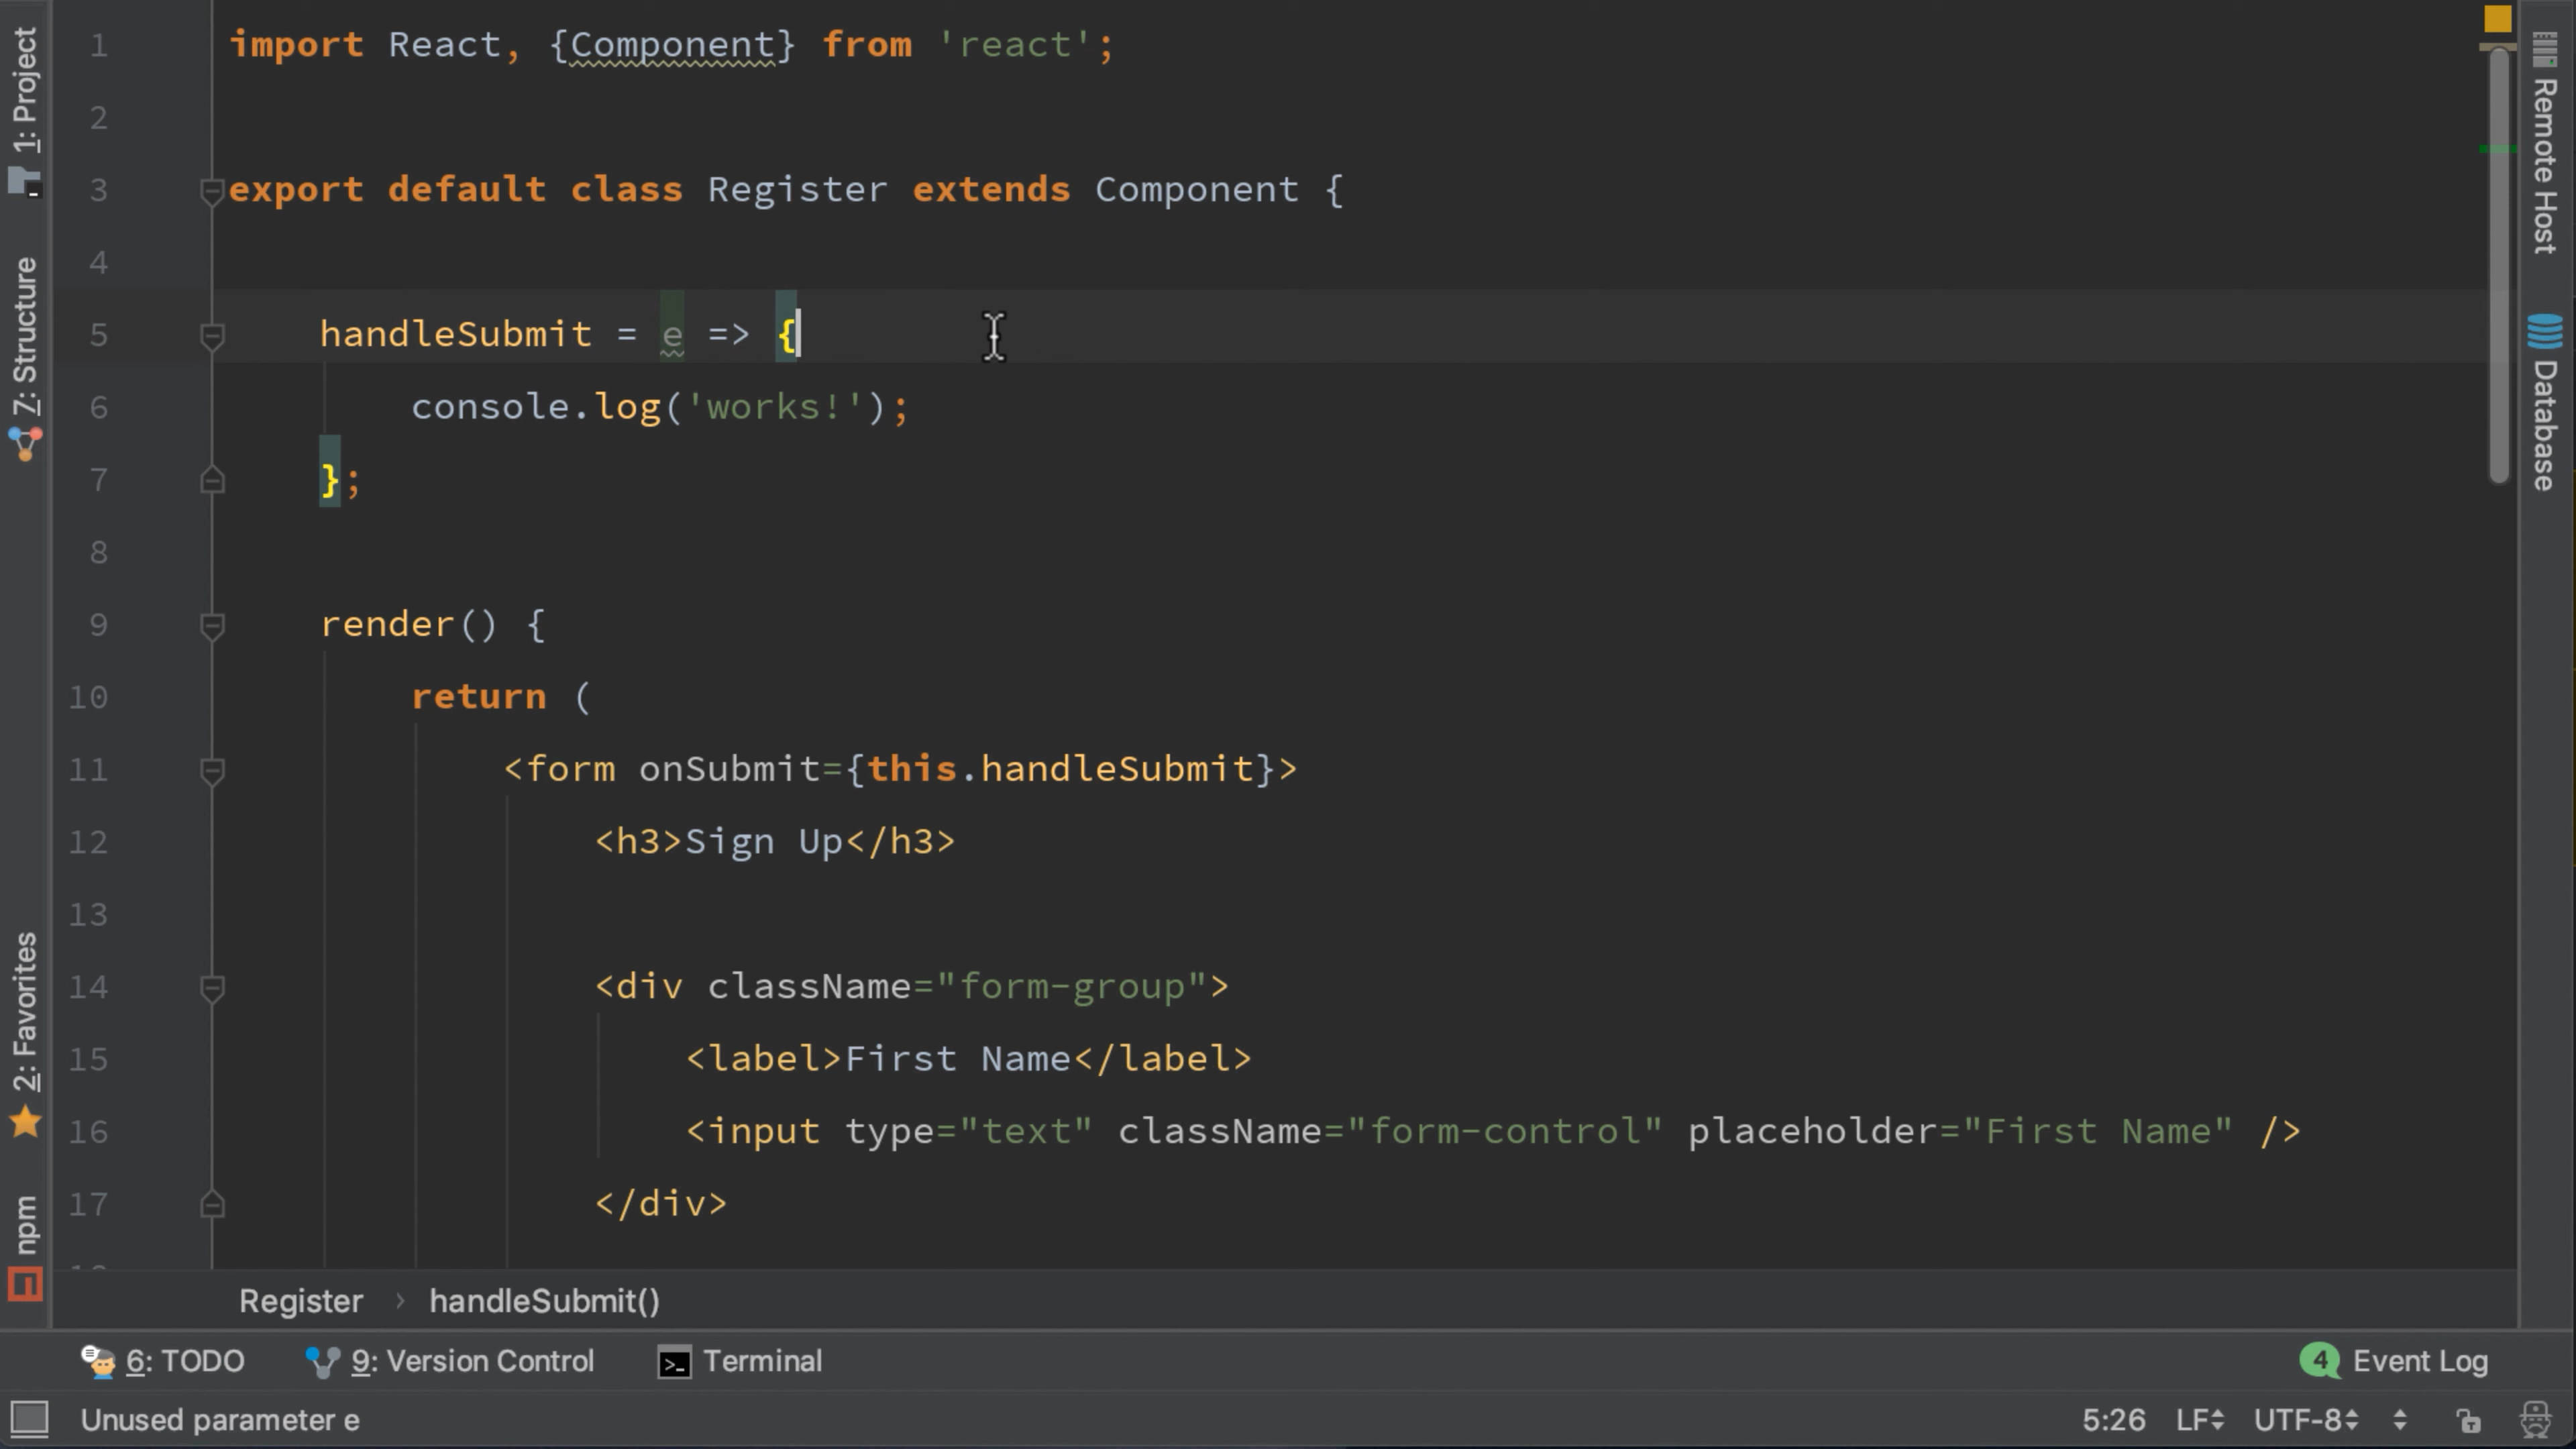 1: Project
7: Structure
2: Favorites
npm
1 import React, {Component} from 'react';
2
3 export default class Register extends Component {
4
5 handleSubmit = e => {
6 console.log('works!');
7 };
8
9 render() {
10 return (
11 <form onSubmit={this.handleSubmit}>
12 <h3>Sign Up</h3>
13
14 <div className="form-group">
15 <label>First Name</label>
16 <input type="text" className="form-control" placeholder="First Name" />
17 </div>
Remote Host
Database
Register › handleSubmit()
6: TODO 9: Version Control Terminal 4 Event Log
Unused parameter e 5:26 LF UTF-8